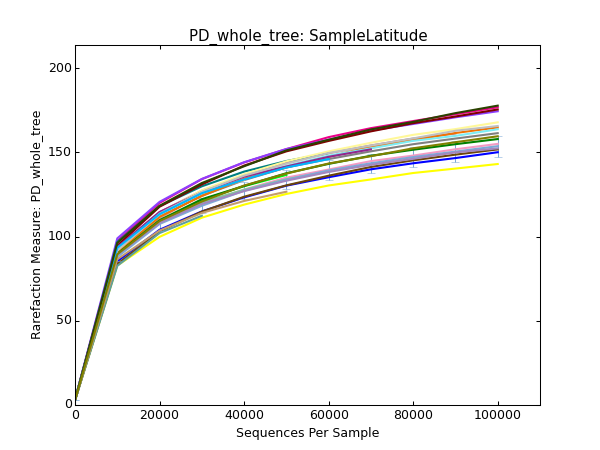 PD_whole_tree: SampleLatitude
200
150
100
50
0
0 20000 40000 60000 80000 100000
Rarefaction Measure: PD_whole_tree
Sequences Per Sample